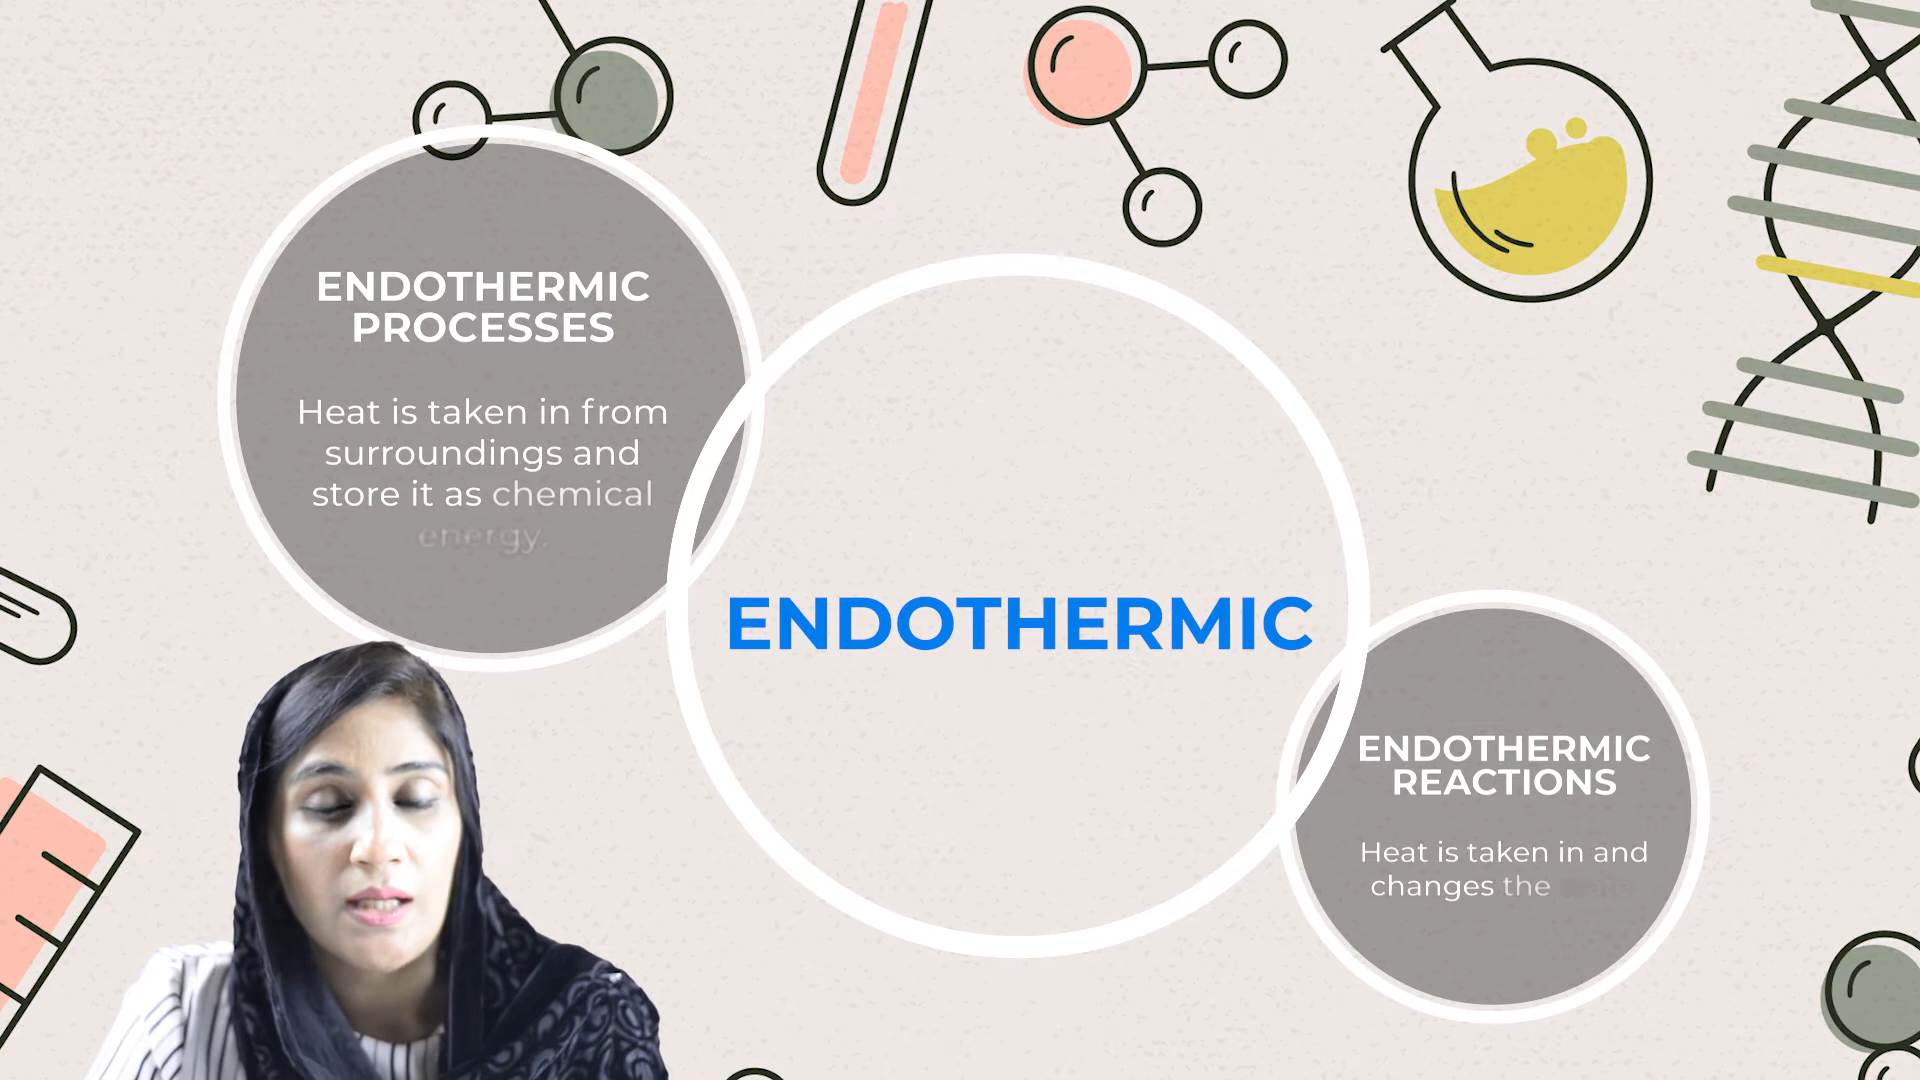 ENDOTHERMIC
PROCESSES
Heat is taken in from
surroundings and
store it as chemical
energy.
ENDOTHERMIC
ENDOTHERMIC
REACTIONS
Heat is taken in and
changes the